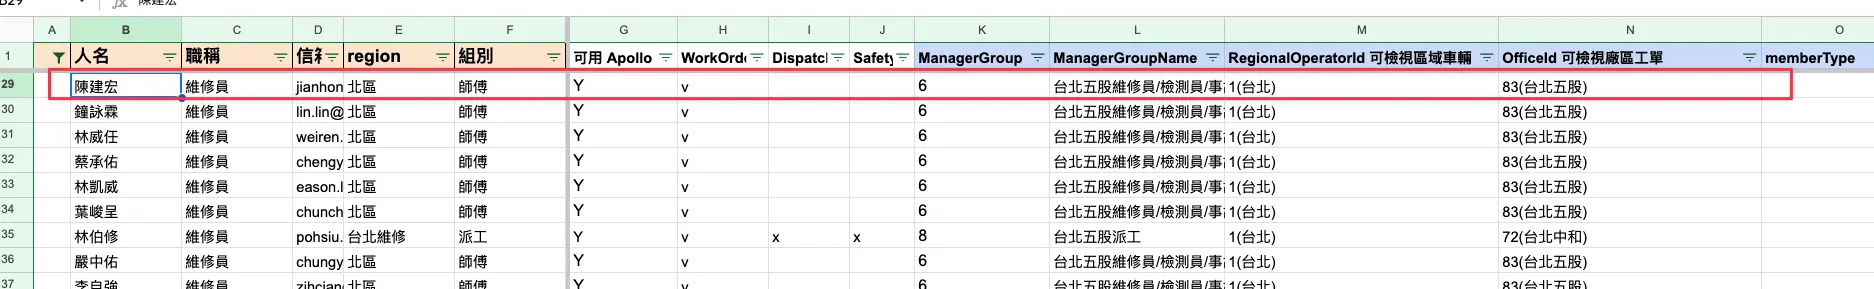 B29 fx 陳建宏
A B C D E F G H I J K L M N O
1 人名 職稱 信箱 region 組別 可用 Apollo WorkOrde Dispatch Safety ManagerGroup ManagerGroupName RegionalOperatorId 可檢視區域車輛 OfficeId 可檢視廠區工單 memberType
29 陳建宏 維修員 jianhon 北區 師傅 Y v 6 台北五股維修員/檢測員/事 1(台北) 83(台北五股)
30 鐘詠霖 維修員 lin.lin@ 北區 師傅 Y v 6 台北五股維修員/檢測員/事 1(台北) 83(台北五股)
31 林威任 維修員 weiren. 北區 師傅 Y v 6 台北五股維修員/檢測員/事 1(台北) 83(台北五股)
32 蔡承佑 維修員 chengy 北區 師傅 Y v 6 台北五股維修員/檢測員/事 1(台北) 83(台北五股)
33 林凱威 維修員 eason.l 北區 師傅 Y v 6 台北五股維修員/檢測員/事 1(台北) 83(台北五股)
34 葉峻呈 維修員 chunch 北區 師傅 Y v 6 台北五股維修員/檢測員/事 1(台北) 83(台北五股)
35 林伯修 維修員 pohsiu. 台北維修 派工 Y v x x 8 台北五股派工 1(台北) 72(台北中和)
36 嚴中佑 維修員 chungy 北區 師傅 Y v 6 台北五股維修員/檢測員/事 1(台北) 83(台北五股)
37 李自強 維修員 zihcian 北區 師傅 Y v 6 台北五股維修員/檢測員/事 1(台北) 83(台北五股)